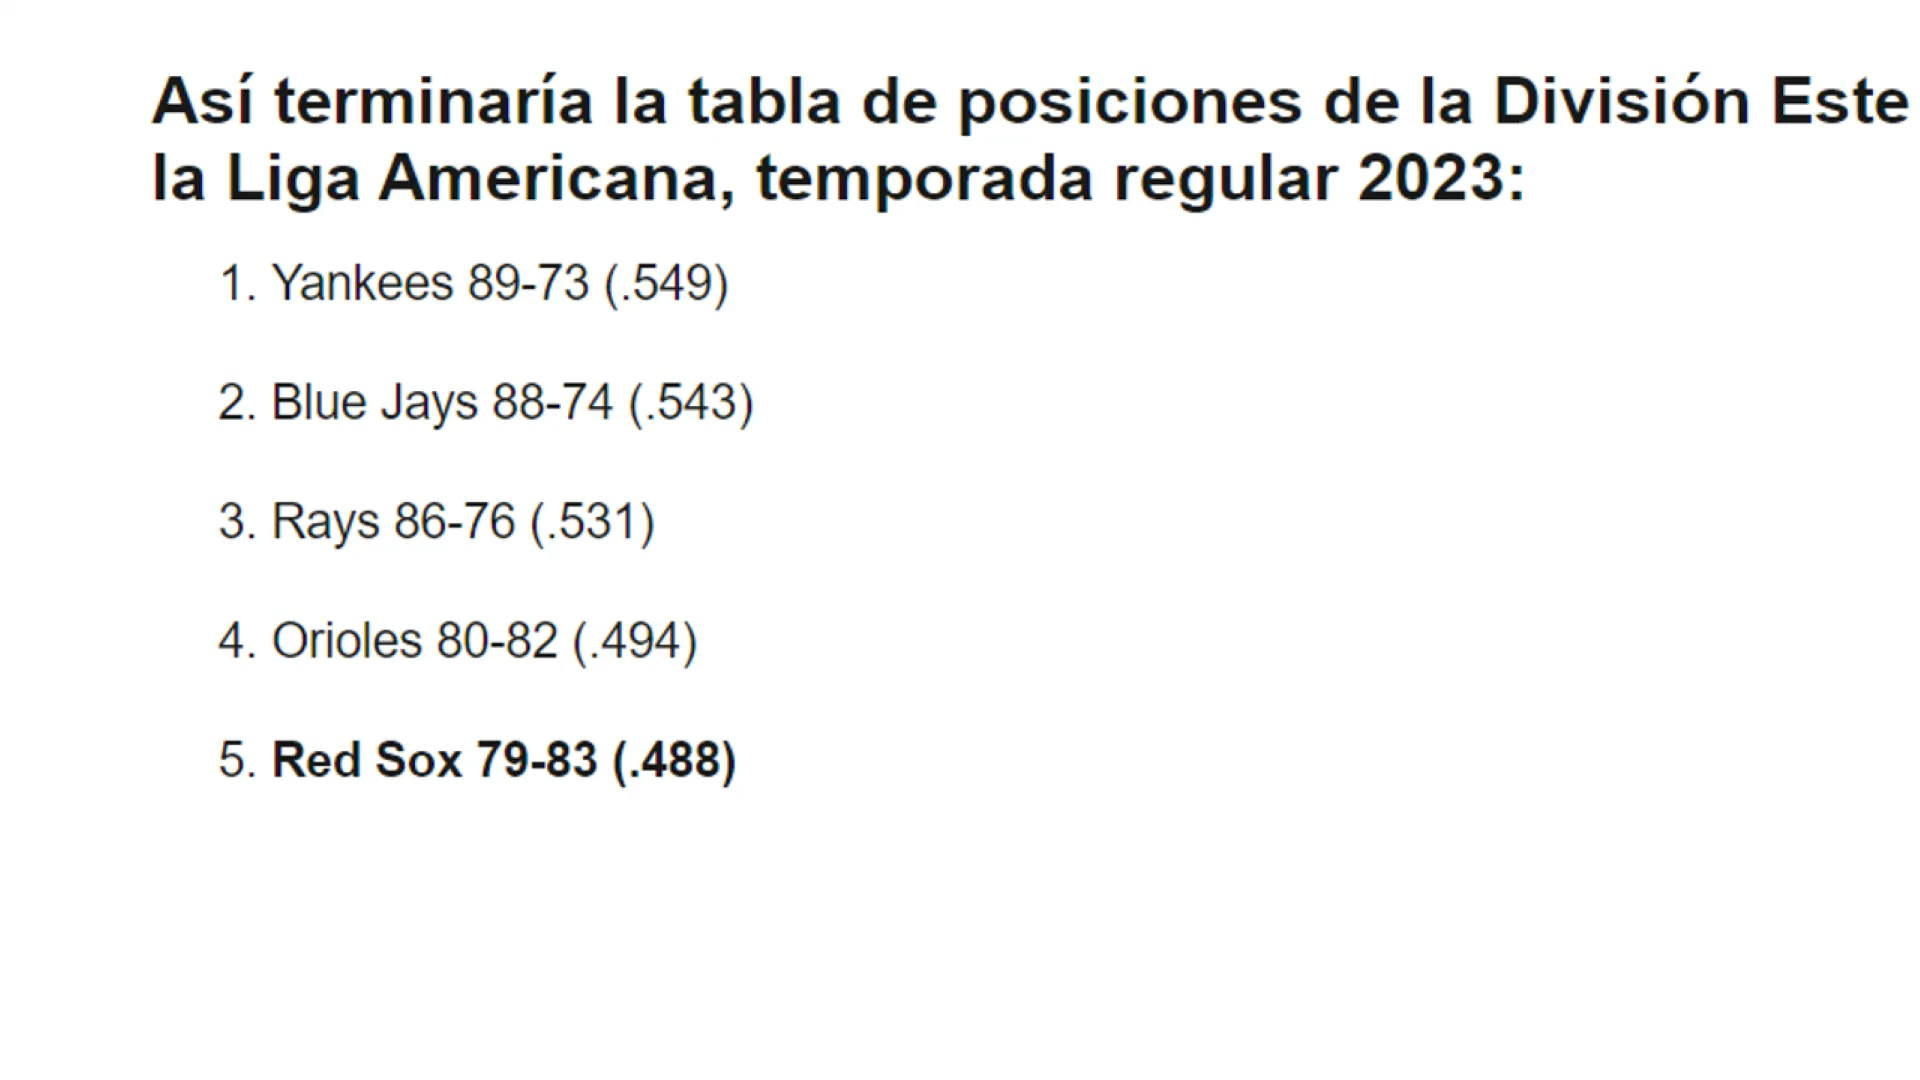 Así terminaría la tabla de posiciones de la División Este
la Liga Americana, temporada regular 2023:
1. Yankees 89-73 (.549)
2. Blue Jays 88-74 (.543)
3. Rays 86-76 (.531)
4. Orioles 80-82 (.494)
5. Red Sox 79-83 (.488)